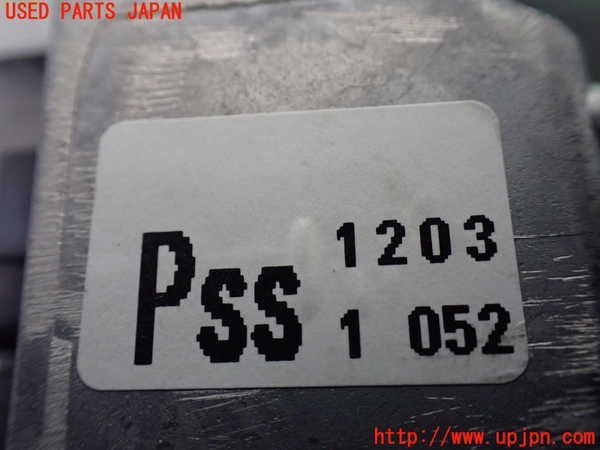 USED PARTS JAPAN
1203
PSS 1 052
http://www.upjpn.com/